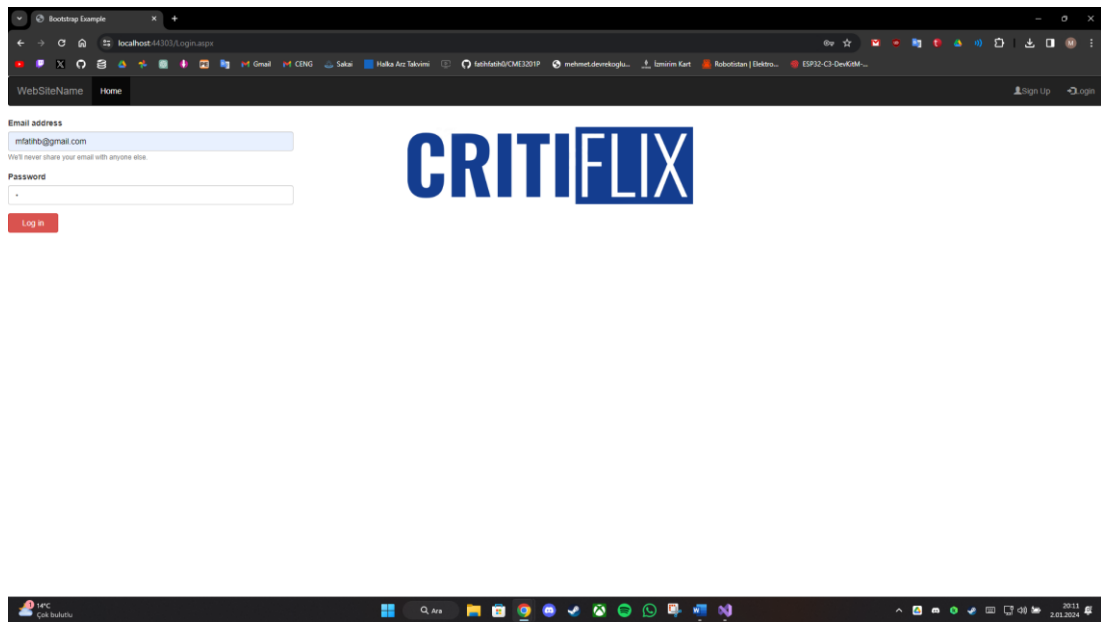 Bootstrap Example
localhost:44303/Login.aspx
Gmail CENG Sakai Halka Arz Takvimi fatihfatih0/CME3201P mehmet.devrekoglu... İzmirim Kart Robotistan | Elektro... ESP32-C3-DevKitM-...
WebSiteName Home Sign Up Login
Email address
mfatihb@gmail.com
We'll never share your email with anyone else.
Password
Log in
CRITIFLIX
14°C
Çok bulutlu
Ara
20:11
2.01.2024